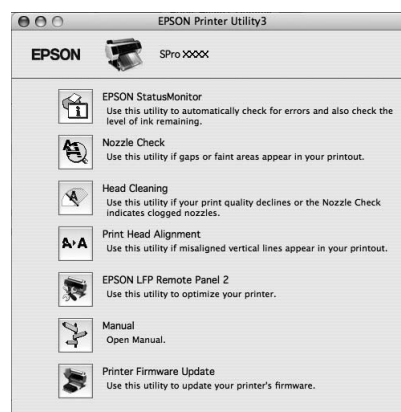 EPSON Printer Utility3
EPSON
SPro XXXX
EPSON StatusMonitor
Use this utility to automatically check for errors and also check the
level of ink remaining.
Nozzle Check
Use this utility if gaps or faint areas appear in your printout.
Head Cleaning
Use this utility if your print quality declines or the Nozzle Check
indicates clogged nozzles.
A▸A
Print Head Alignment
Use this utility if misaligned vertical lines appear in your printout.
EPSON LFP Remote Panel 2
Use this utility to optimize your printer.
Manual
Open Manual.
Printer Firmware Update
Use this utility to update your printer's firmware.